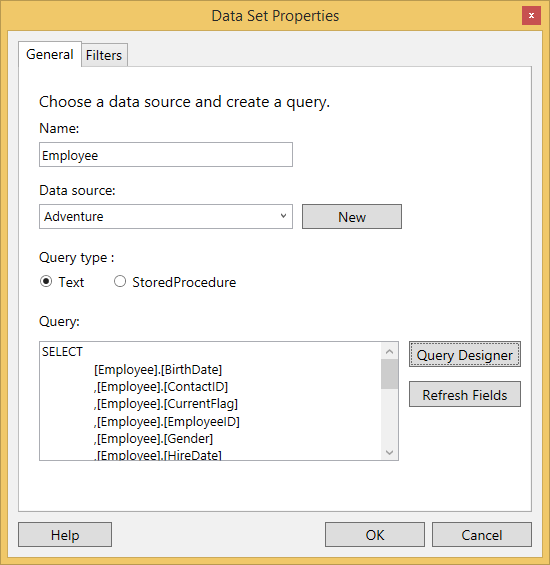 Data Set Properties
x
General Filters
Choose a data source and create a query.
Name:
Employee
Data source:
Adventure New
Query type :
Text StoredProcedure
Query:
SELECT
[Employee].[BirthDate]
,[Employee].[ContactID]
,[Employee].[CurrentFlag]
,[Employee].[EmployeeID]
,[Employee].[Gender]
,[Employee].[HireDate]
Query Designer
Refresh Fields
Help OK Cancel